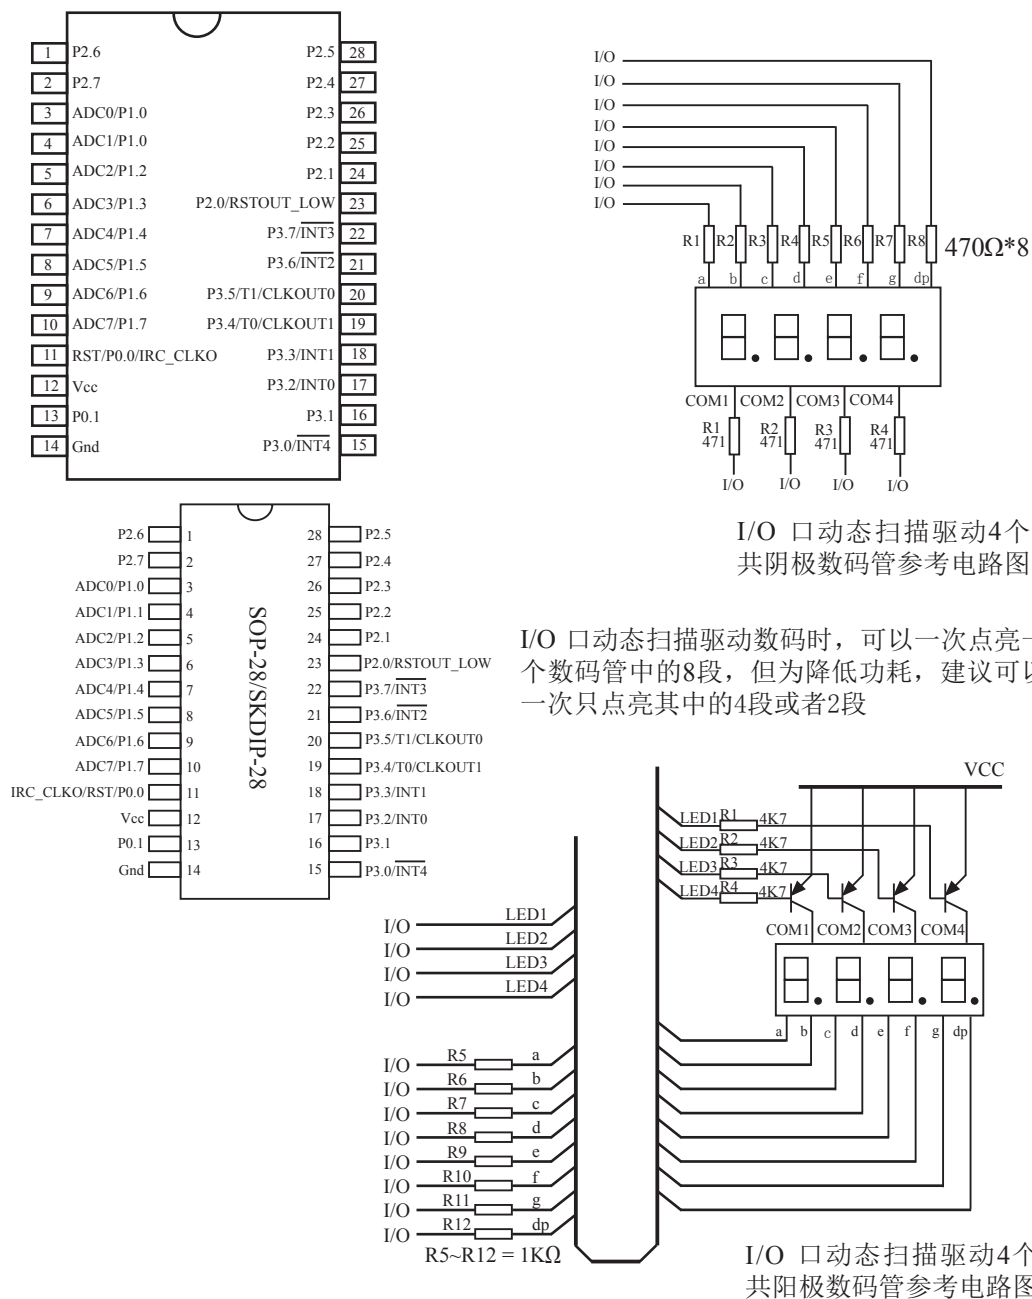 1 P2.6
2 P2.7
3 ADC0/P1.0
4 ADC1/P1.0
5 ADC2/P1.2
6 ADC3/P1.3
7 ADC4/P1.4
8 ADC5/P1.5
9 ADC6/P1.6
10 ADC7/P1.7
11 RST/P0.0/IRC_CLKO
12 Vcc
13 P0.1
14 Gnd
P2.5 28
P2.4 27
P2.3 26
P2.2 25
P2.1 24
P2.0/RSTOUT_LOW 23
P3.7/INT3 22
P3.6/INT2 21
P3.5/T1/CLKOUT0 20
P3.4/T0/CLKOUT1 19
P3.3/INT1 18
P3.2/INT0 17
P3.1 16
P3.0/INT4 15
I/O
I/O
I/O
I/O
I/O
I/O
I/O
I/O
R1 R2 R3 R4 R5 R6 R7 R8 470Ω*8
a b c d e f g dp
COM1 COM2 COM3 COM4
R1 R2 R3 R4
471 471 471 471
I/O I/O I/O I/O
I/O 口动态扫描驱动4个
共阴极数码管参考电路图
P2.6 1
P2.7 2
ADC0/P1.0 3
ADC1/P1.1 4
ADC2/P1.2 5
ADC3/P1.3 6
ADC4/P1.4 7
ADC5/P1.5 8
ADC6/P1.6 9
ADC7/P1.7 10
IRC_CLKO/RST/P0.0 11
Vcc 12
P0.1 13
Gnd 14
SOP-28/SKDIP-28
28 P2.5
27 P2.4
26 P2.3
25 P2.2
24 P2.1
23 P2.0/RSTOUT_LOW
22 P3.7/INT3
21 P3.6/INT2
20 P3.5/T1/CLKOUT0
19 P3.4/T0/CLKOUT1
18 P3.3/INT1
17 P3.2/INT0
16 P3.1
15 P3.0/INT4
I/O 口动态扫描驱动数码时，可以一次点亮一
个数码管中的8段，但为降低功耗，建议可以
一次只点亮其中的4段或者2段
VCC
LED1 R1 4K7
LED2 R2 4K7
LED3 R3 4K7
LED4 R4 4K7
COM1 COM2 COM3 COM4
a b c d e f g dp
I/O LED1
I/O LED2
I/O LED3
I/O LED4
I/O R5 a
I/O R6 b
I/O R7 c
I/O R8 d
I/O R9 e
I/O R10 f
I/O R11 g
I/O R12 dp
R5~R12 = 1KΩ
I/O 口动态扫描驱动4个
共阳极数码管参考电路图